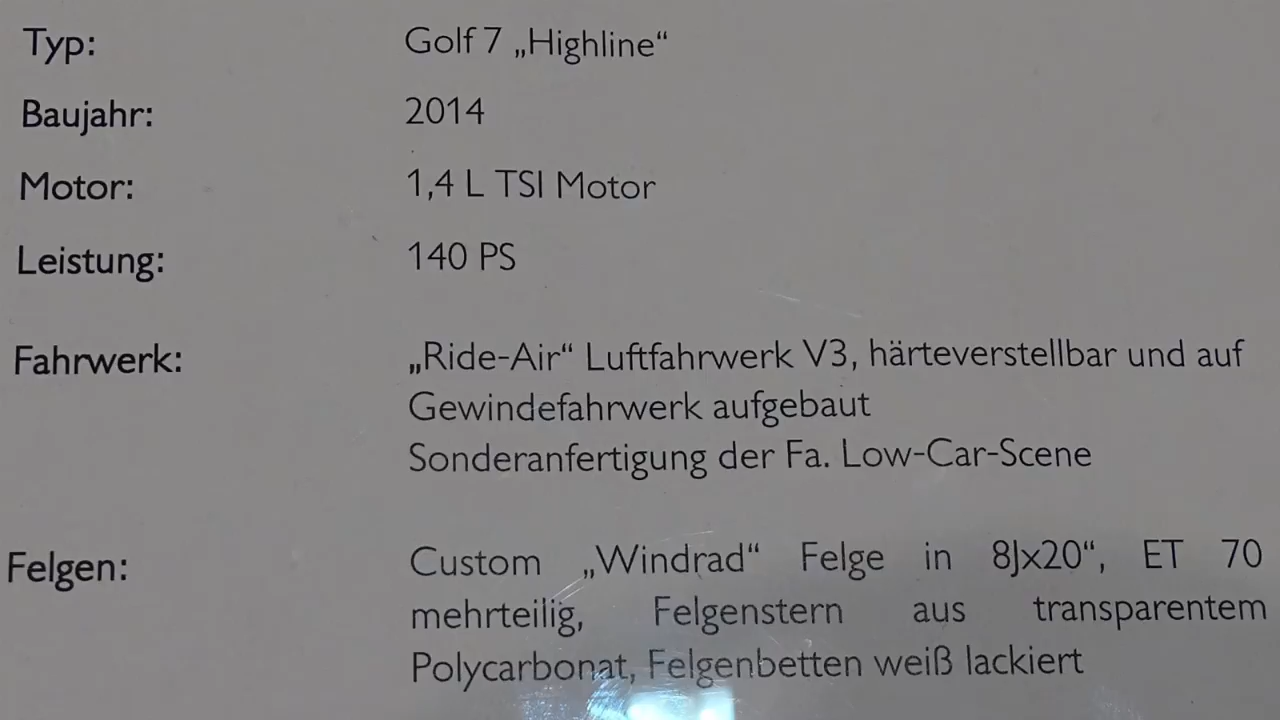 Typ: Golf 7 „Highline“
Baujahr: 2014
Motor: 1,4 L TSI Motor
Leistung: 140 PS
Fahrwerk: „Ride-Air“ Luftfahrwerk V3, härteverstellbar und auf
Gewindefahrwerk aufgebaut
Sonderanfertigung der Fa. Low-Car-Scene
Felgen: Custom „Windrad“ Felge in 8Jx20“, ET 70
mehrteilig, Felgenstern aus transparentem
Polycarbonat, Felgenbetten weiß lackiert